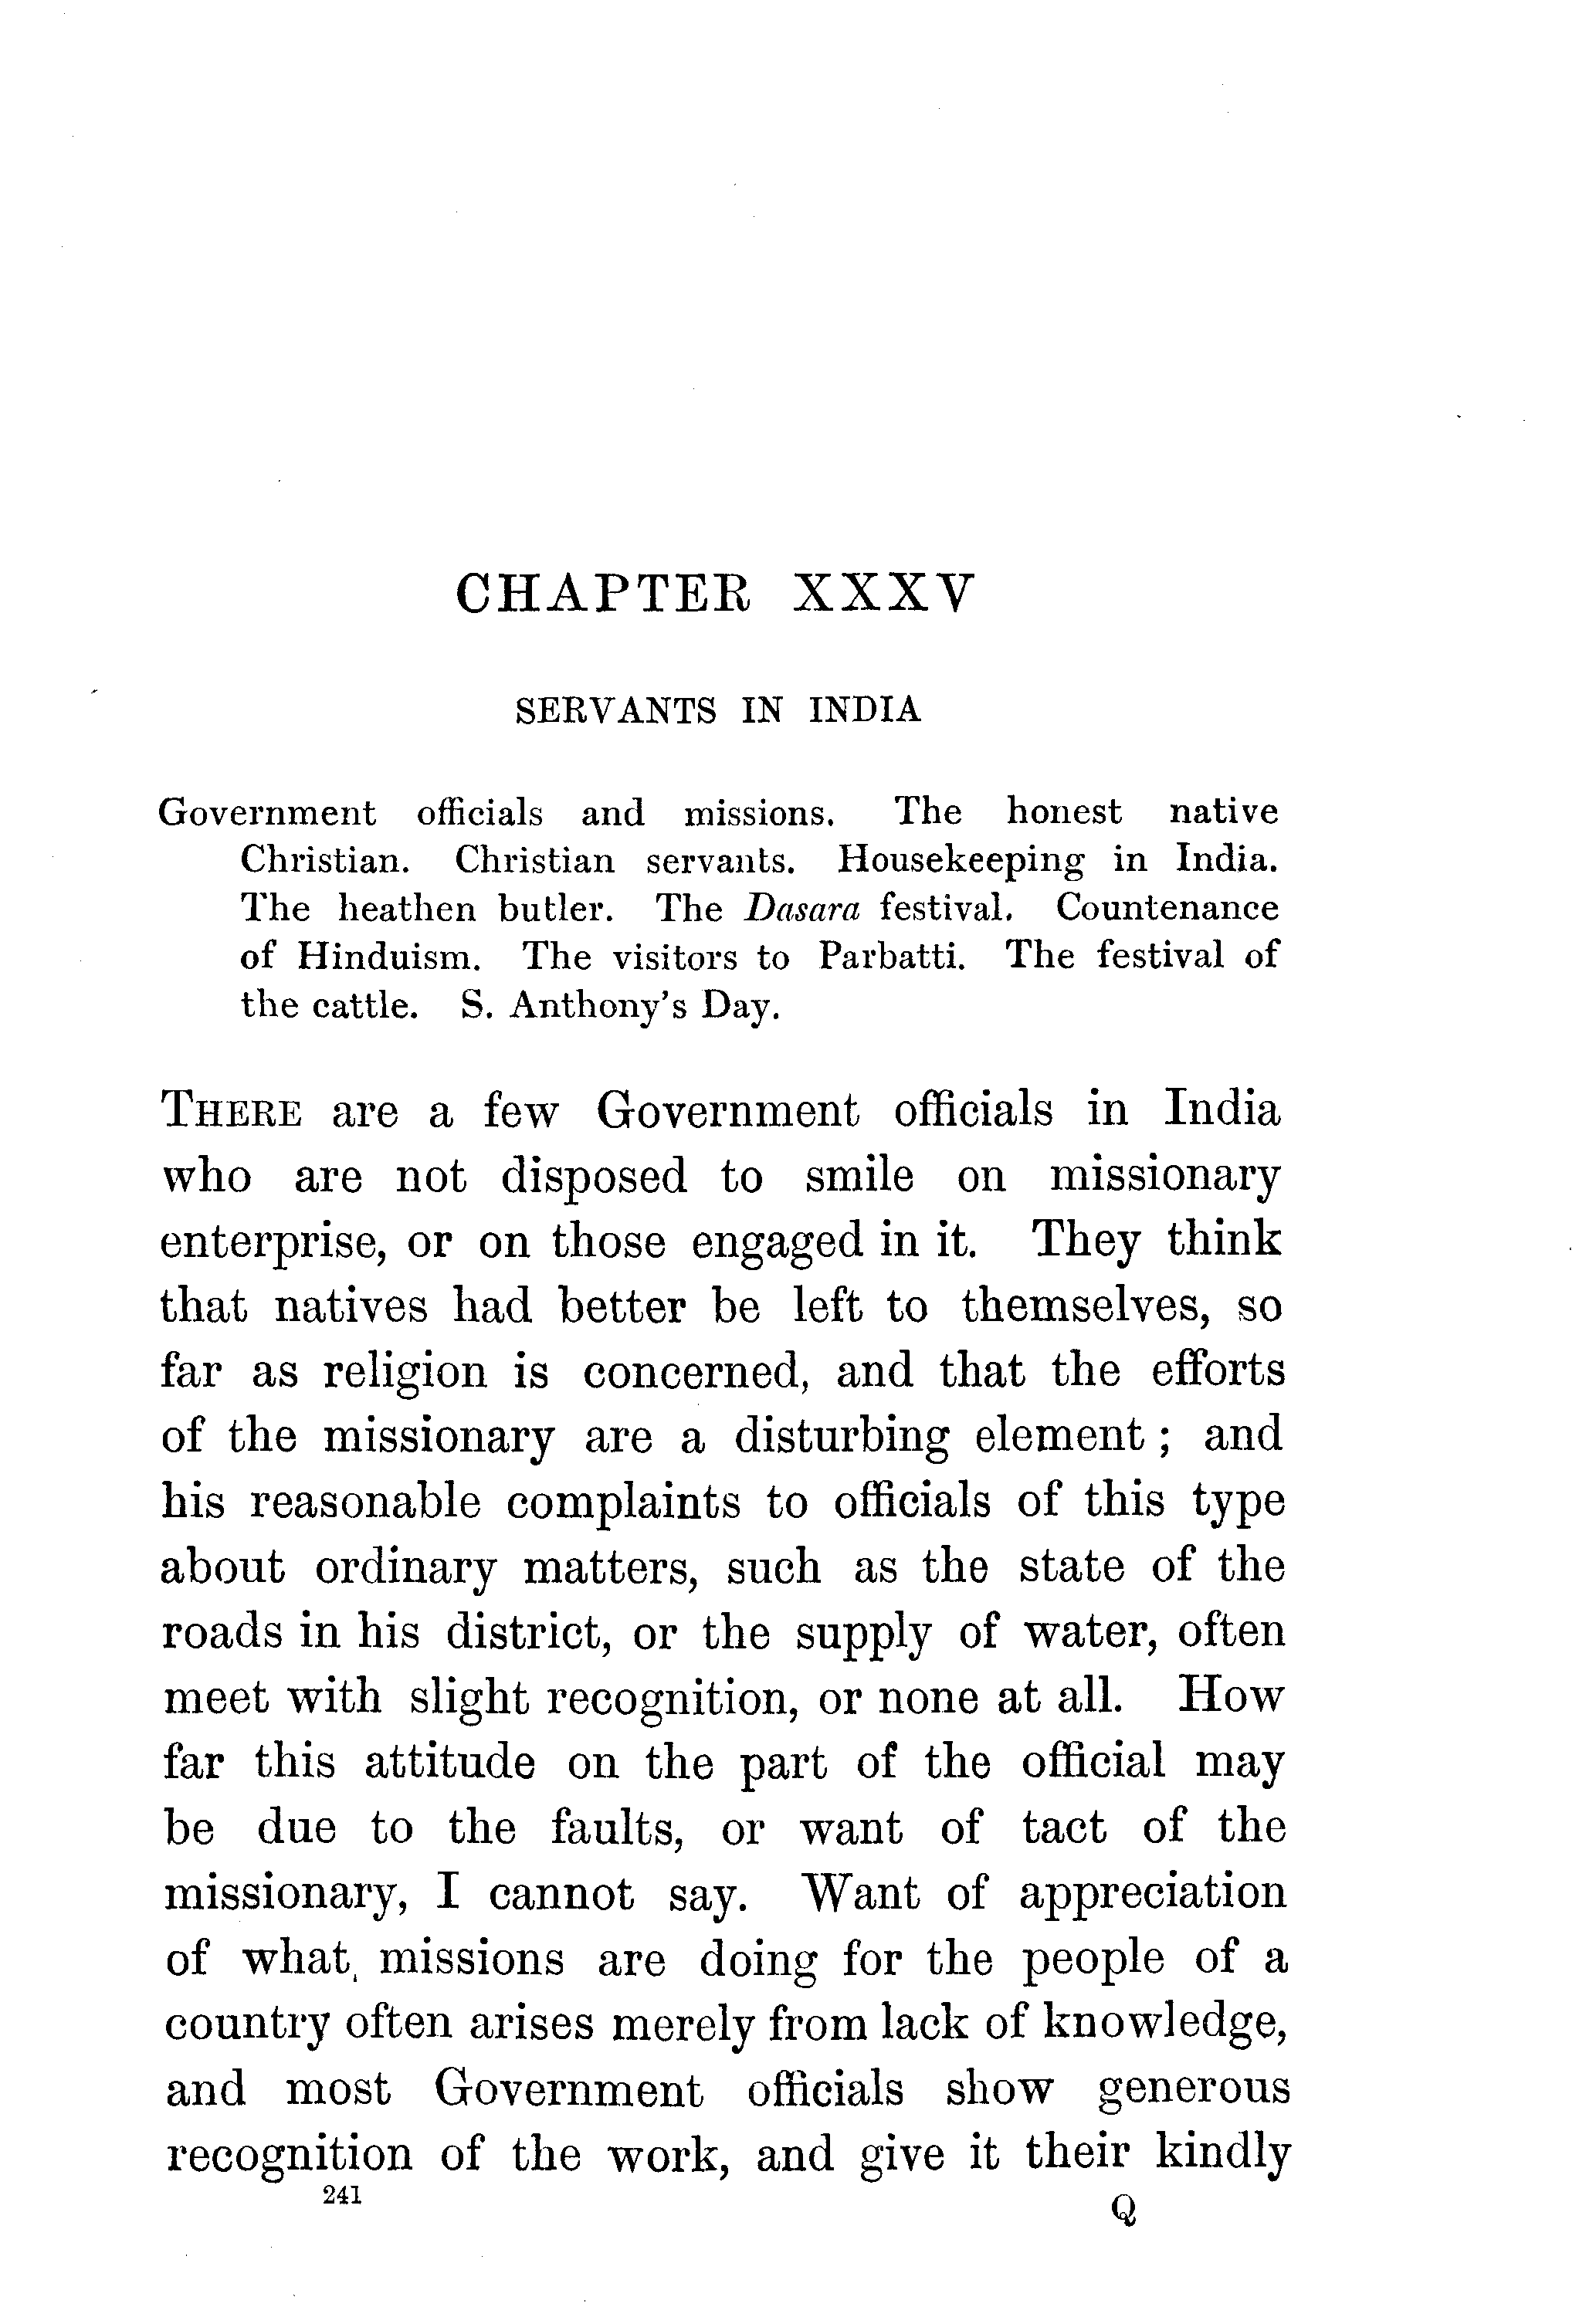 CHAPTER XXXV
SERVANTS IN INDIA
Government officials and missions. The honest native
Christian. Christian servants. Housekeeping in India.
The heathen butler. The Dasara festival. Countenance
of Hinduism. The visitors to Parbatti. The festival of
the cattle. S. Anthony's Day.
THERE are a few Government officials in India
who are not disposed to smile on missionary
enterprise, or on those engaged in it. They think
that natives had better be left to themselves, so
far as religion is concerned, and that the efforts
of the missionary are a disturbing element ; and
his reasonable complaints to officials of this type
about ordinary matters, such as the state of the
roads in his district, or the supply of water, often
meet with slight recognition, or none at all. How
far this attitude on the part of the official may
be due to the faults, or want of tact of the
missionary, I cannot say. Want of appreciation
of what missions are doing for the people of a
country often arises merely from lack of knowledge,
and most Government officials show generous
recognition of the work, and give it their kindly
241 Q